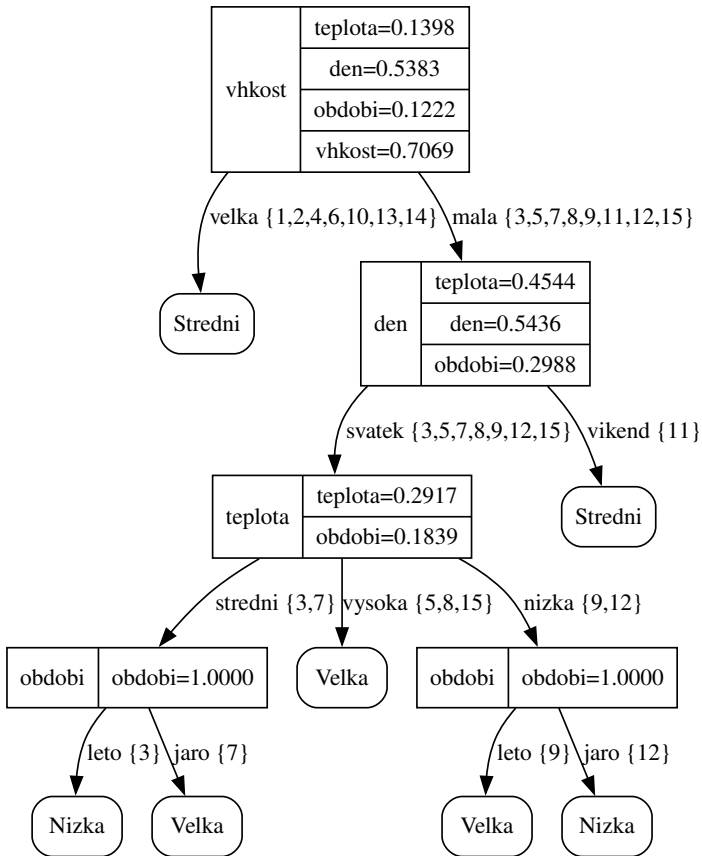 vhkost
teplota=0.1398
den=0.5383
obdobi=0.1222
vhkost=0.7069
velka {1,2,4,6,10,13,14}
mala {3,5,7,8,9,11,12,15}
Stredni
den
teplota=0.4544
den=0.5436
obdobi=0.2988
svatek {3,5,7,8,9,12,15}
vikend {11}
teplota
teplota=0.2917
obdobi=0.1839
Stredni
stredni {3,7}
vysoka {5,8,15}
nizka {9,12}
obdobi
obdobi=1.0000
Velka
obdobi
obdobi=1.0000
leto {3}
jaro {7}
leto {9}
jaro {12}
Nizka
Velka
Velka
Nizka